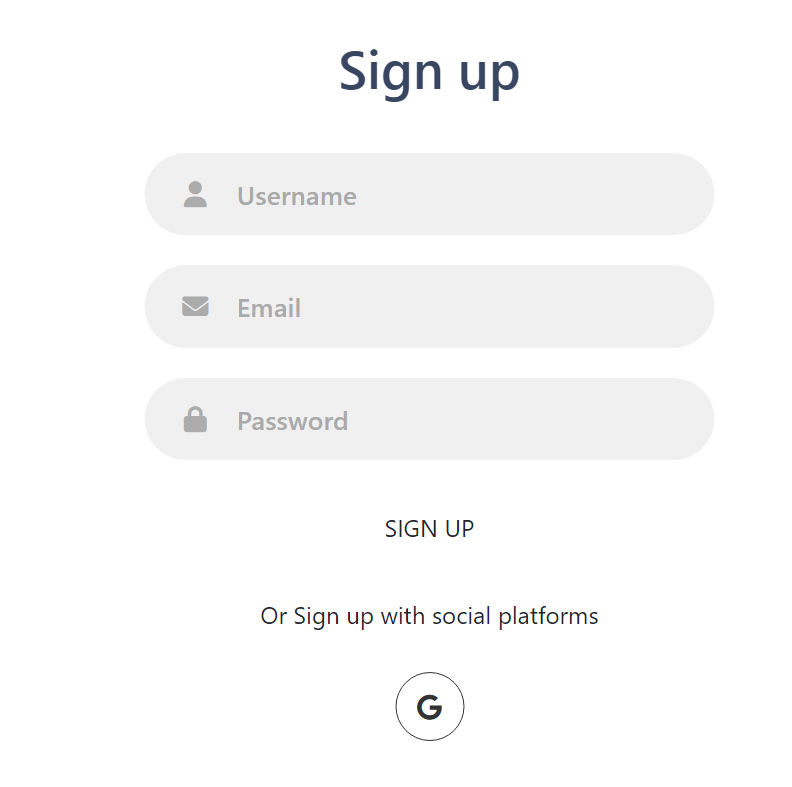 Sign up
Username
Email
Password
SIGN UP
Or Sign up with social platforms
G